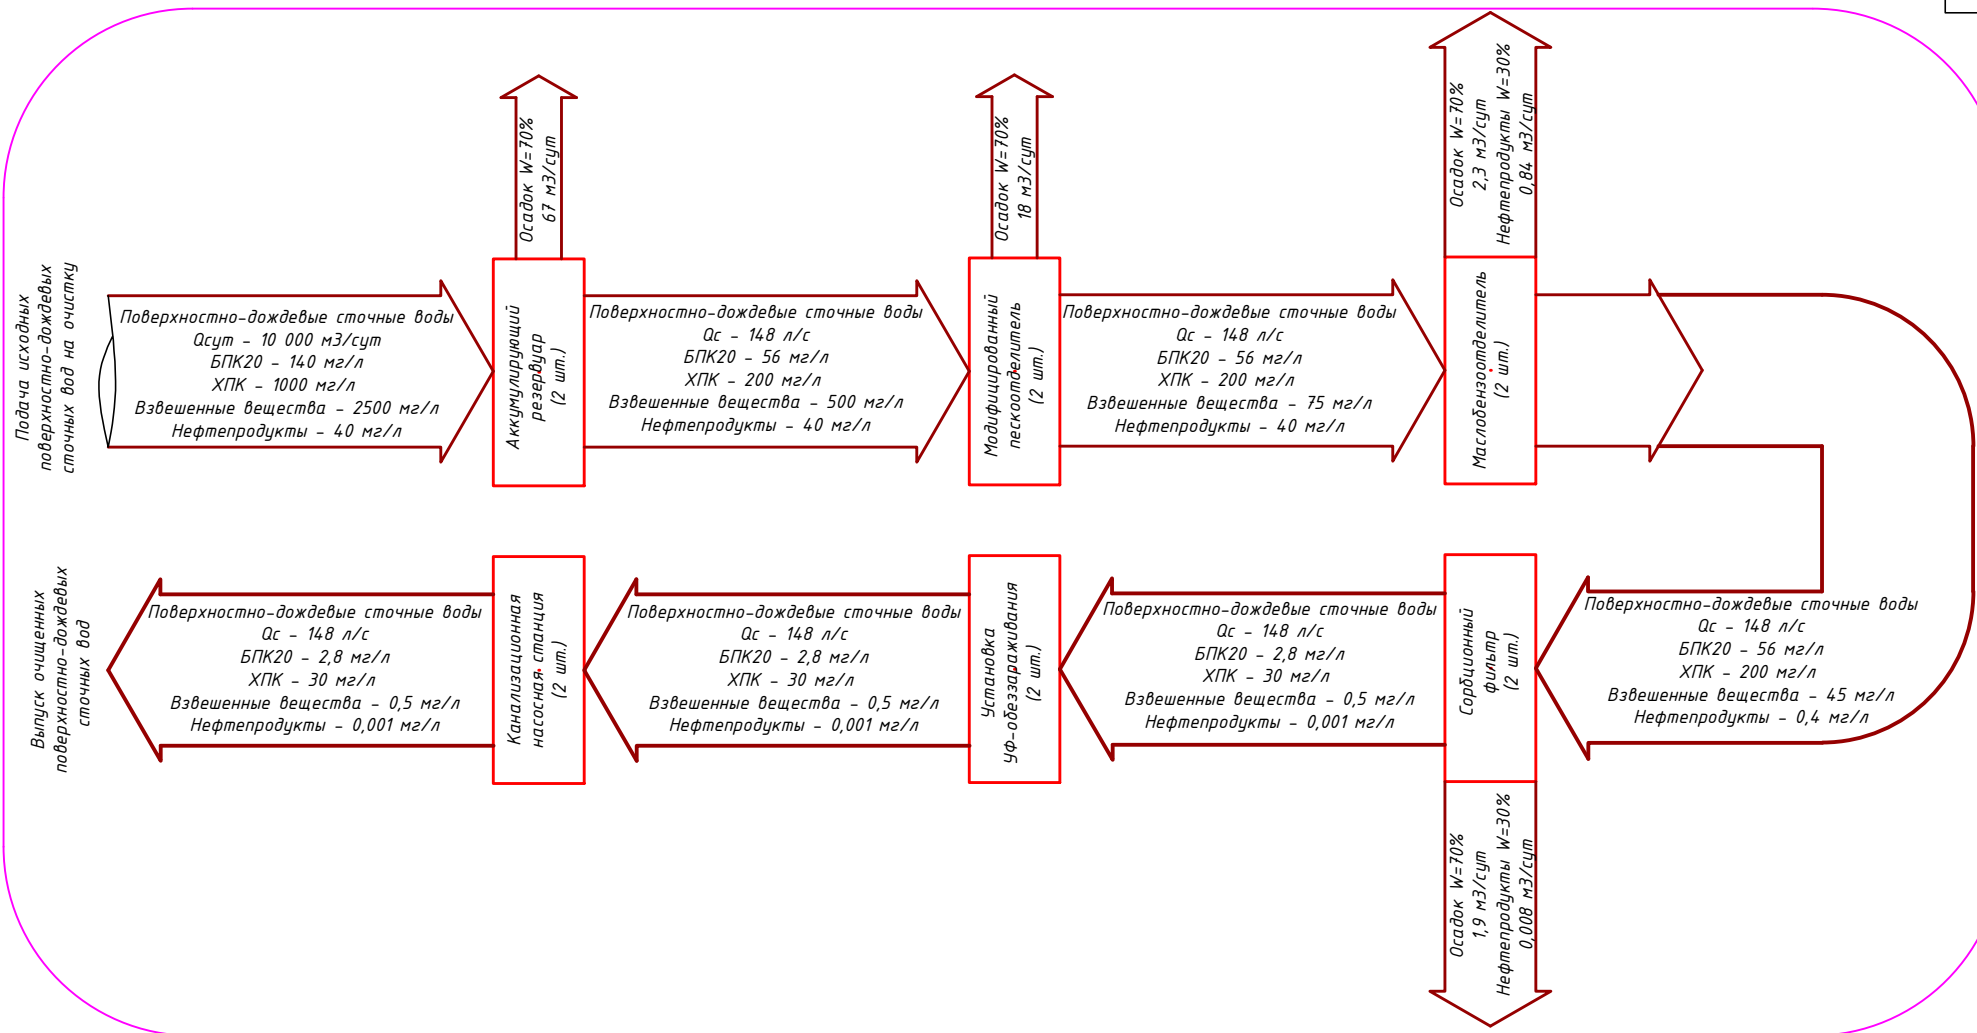 Подача исходных
поверхностно-дождевых
сточных вод на очистку
Поверхностно-дождевые сточные воды
Qсут - 10 000 м3/сут
БПК20 - 140 мг/л
ХПК - 1000 мг/л
Взвешенные вещества - 2500 мг/л
Нефтепродукты - 40 мг/л
Аккумулирующий
резервуар
(2 шт.)
Осадок W=70%
67 м3/сут
Поверхностно-дождевые сточные воды
Qс - 148 л/с
БПК20 - 56 мг/л
ХПК - 200 мг/л
Взвешенные вещества - 500 мг/л
Нефтепродукты - 40 мг/л
Модифицированный
пескоотделитель
(2 шт.)
Осадок W=70%
18 м3/сут
Поверхностно-дождевые сточные воды
Qс - 148 л/с
БПК20 - 56 мг/л
ХПК - 200 мг/л
Взвешенные вещества - 75 мг/л
Нефтепродукты - 40 мг/л
Маслобензоотделитель
(2 шт.)
Осадок W=70%
2,3 м3/сут
Нефтепродукты W=30%
0,84 м3/сут
Поверхностно-дождевые сточные воды
Qс - 148 л/с
БПК20 - 56 мг/л
ХПК - 200 мг/л
Взвешенные вещества - 45 мг/л
Нефтепродукты - 0,4 мг/л
Сорбционный
фильтр
(2 шт.)
Осадок W=70%
1,9 м3/сут
Нефтепродукты W=30%
0,008 м3/сут
Поверхностно-дождевые сточные воды
Qс - 148 л/с
БПК20 - 2,8 мг/л
ХПК - 30 мг/л
Взвешенные вещества - 0,5 мг/л
Нефтепродукты - 0,001 мг/л
Установка
УФ-обеззараживания
(2 шт.)
Поверхностно-дождевые сточные воды
Qс - 148 л/с
БПК20 - 2,8 мг/л
ХПК - 30 мг/л
Взвешенные вещества - 0,5 мг/л
Нефтепродукты - 0,001 мг/л
Канализационная
насосная станция
(2 шт.)
Поверхностно-дождевые сточные воды
Qс - 148 л/с
БПК20 - 2,8 мг/л
ХПК - 30 мг/л
Взвешенные вещества - 0,5 мг/л
Нефтепродукты - 0,001 мг/л
Выпуск очищенных
поверхностно-дождевых
сточных вод